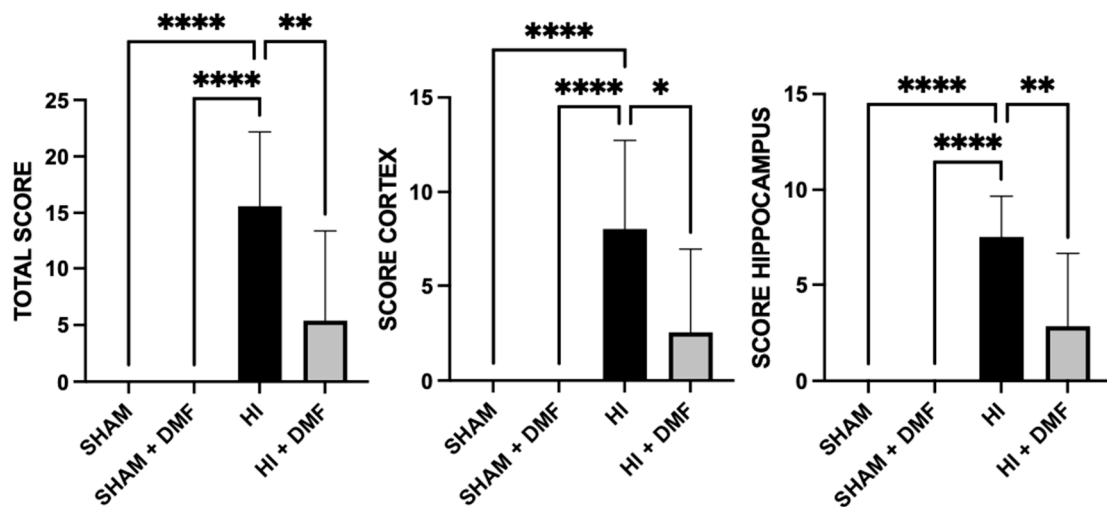 **** **
****
TOTAL SCORE
25
20
15
10
5
0
SHAM
SHAM + DMF
HI
HI + DMF
****
**** *
SCORE CORTEX
15
10
5
0
SHAM
SHAM + DMF
HI
HI + DMF
**** **
****
SCORE HIPPOCAMPUS
15
10
5
0
SHAM
SHAM + DMF
HI
HI + DMF